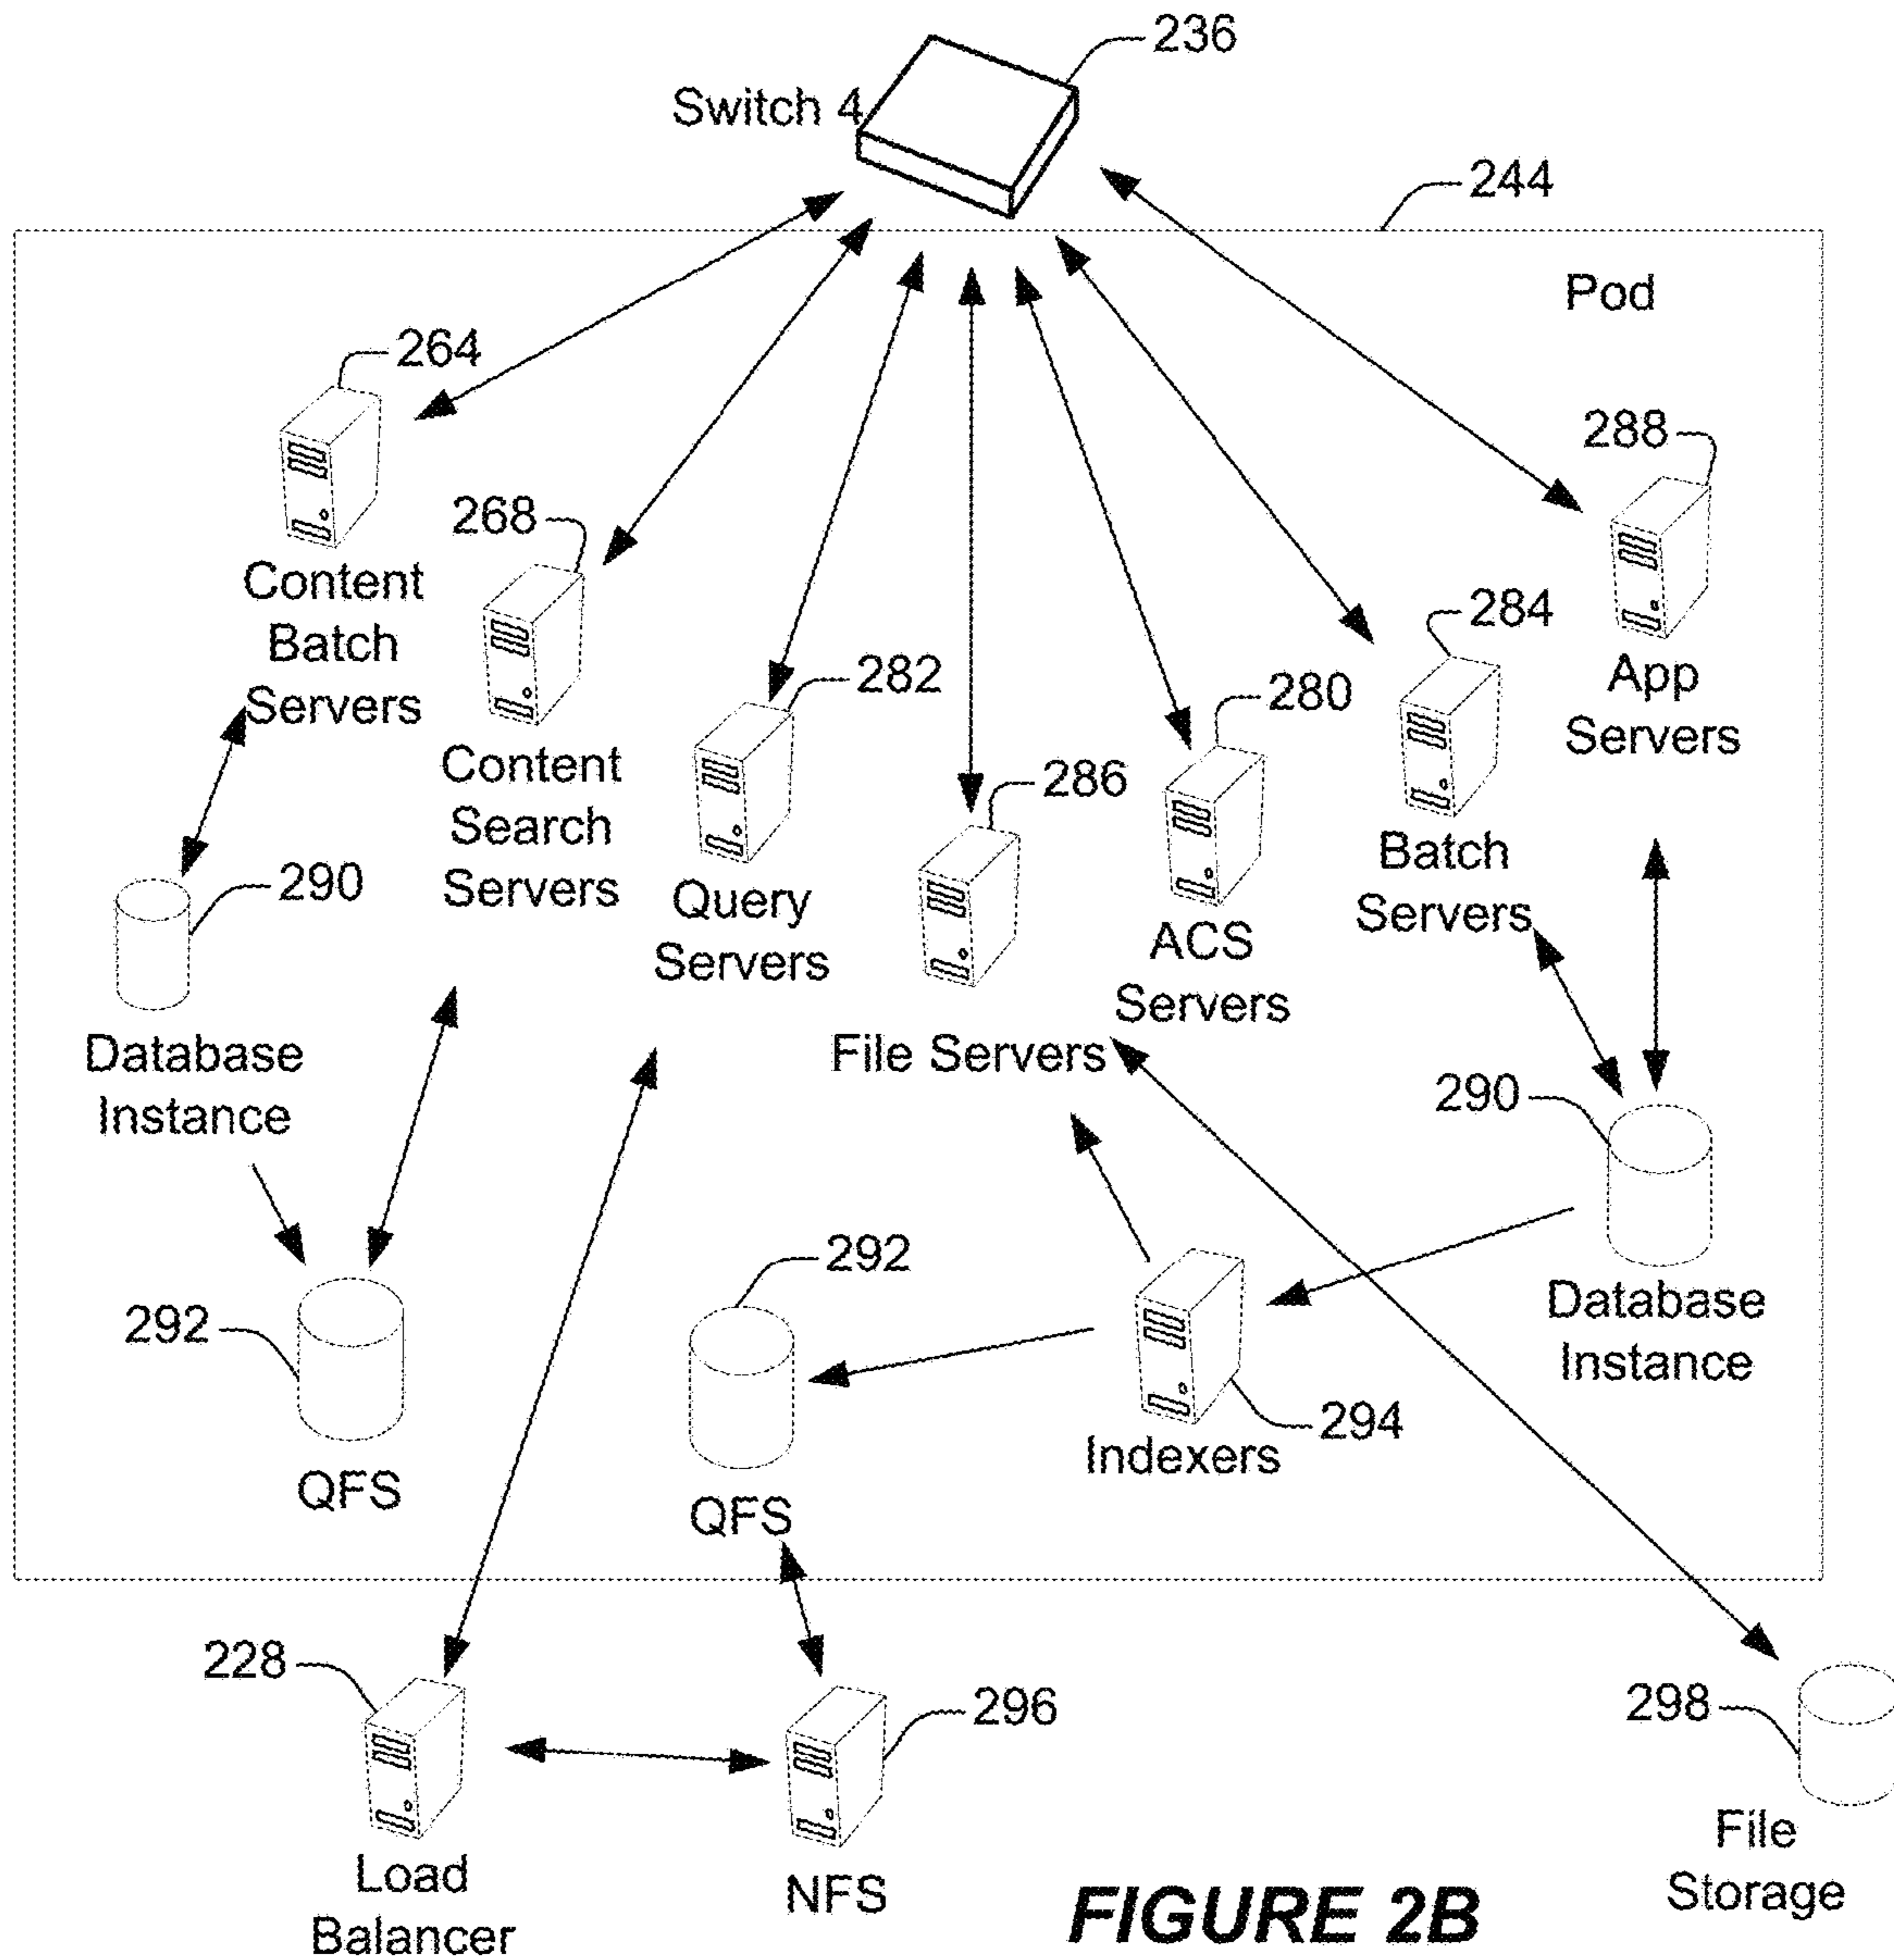 236
Switch 4
244
Pod
264
288
268
Content
Batch
Servers
284
282
280
App
Servers
Content
Search
Servers
286
Batch
Servers
290
Query
Servers
ACS
Servers
File Servers
Database
Instance
290
292
292
Database
Instance
294
Indexers
QFS
QFS
228
296
298
Load
Balancer
NFS
File
Storage
FIGURE 2B